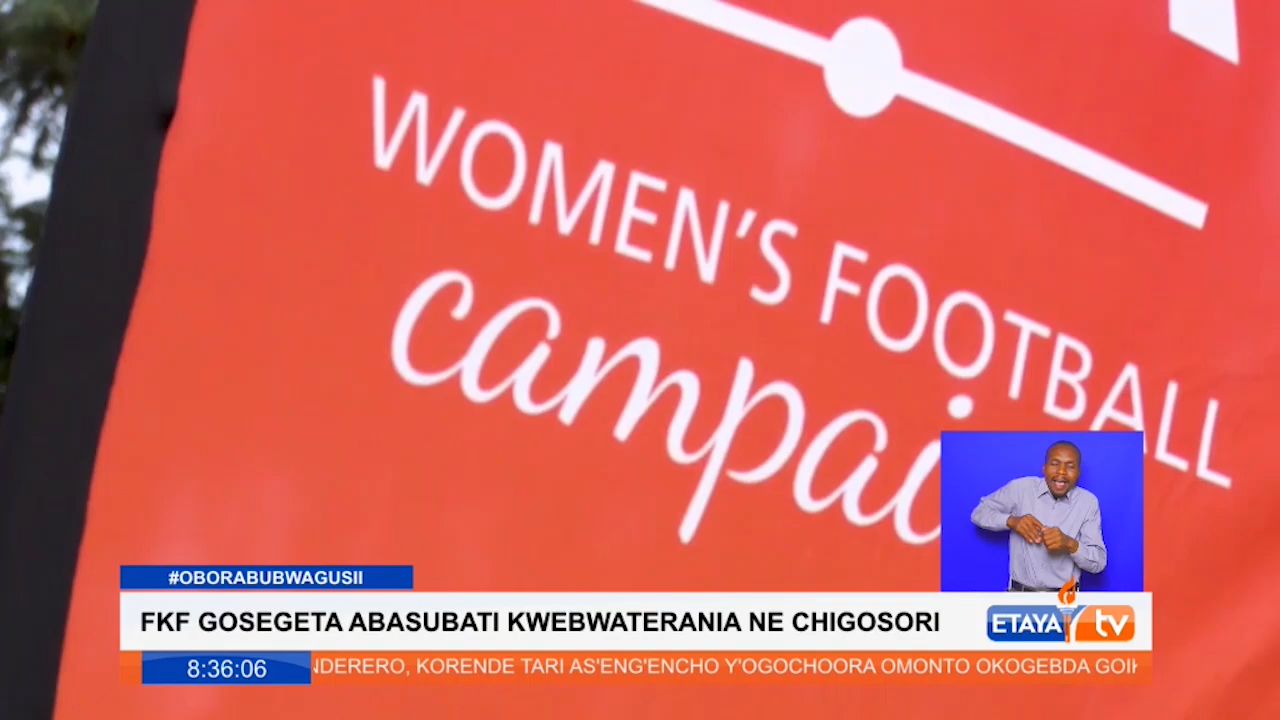 WOMEN'S FOOTBALL
campai
#OBORABUBWAGUSII
FKF GOSEGETA ABASUBATI KWEBWATERANIA NE CHIGOSORI
ETAYA tv
8:36:06
NDERERO, KORENDE TARI AS'ENG'ENCHO Y'OGOCHOORA OMONTO OKOGEBDA